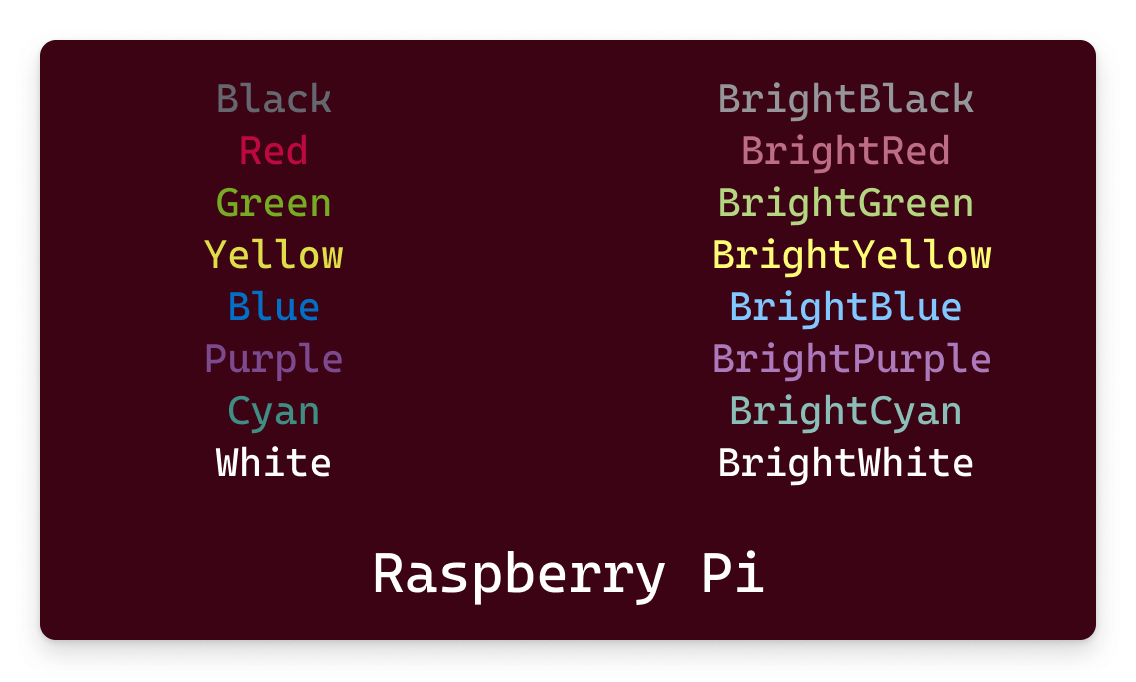 Black BrightBlack
Red BrightRed
Green BrightGreen
Yellow BrightYellow
Blue BrightBlue
Purple BrightPurple
Cyan BrightCyan
White BrightWhite
Raspberry Pi